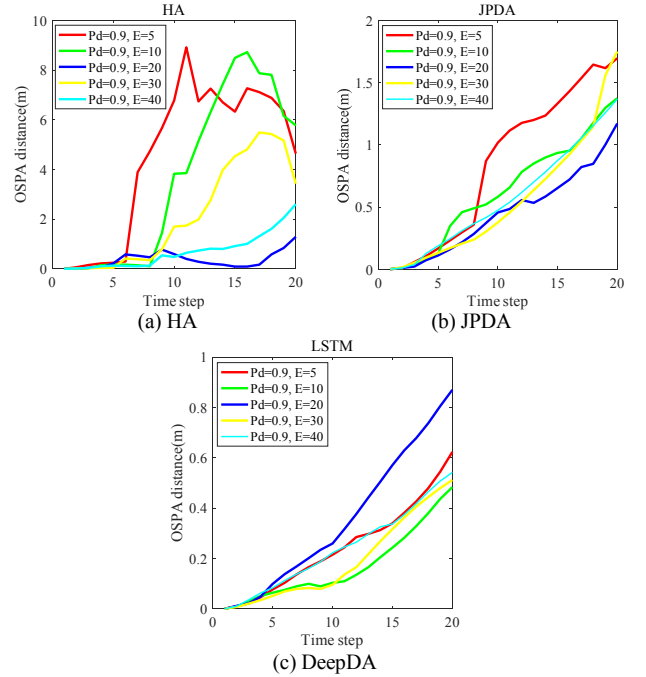 HA
OSPA distance(m)
10
8
6
4
2
0
Pd=0.9, E=5
Pd=0.9, E=10
Pd=0.9, E=20
Pd=0.9, E=30
Pd=0.9, E=40
0 5 10 15 20
Time step
(a) HA
JPDA
OSPA distance(m)
2
1.5
1
0.5
0
Pd=0.9, E=5
Pd=0.9, E=10
Pd=0.9, E=20
Pd=0.9, E=30
Pd=0.9, E=40
0 5 10 15 20
Time step
(b) JPDA
LSTM
OSPA distance(m)
1
0.8
0.6
0.4
0.2
0
Pd=0.9, E=5
Pd=0.9, E=10
Pd=0.9, E=20
Pd=0.9, E=30
Pd=0.9, E=40
0 5 10 15 20
Time step
(c) DeepDA